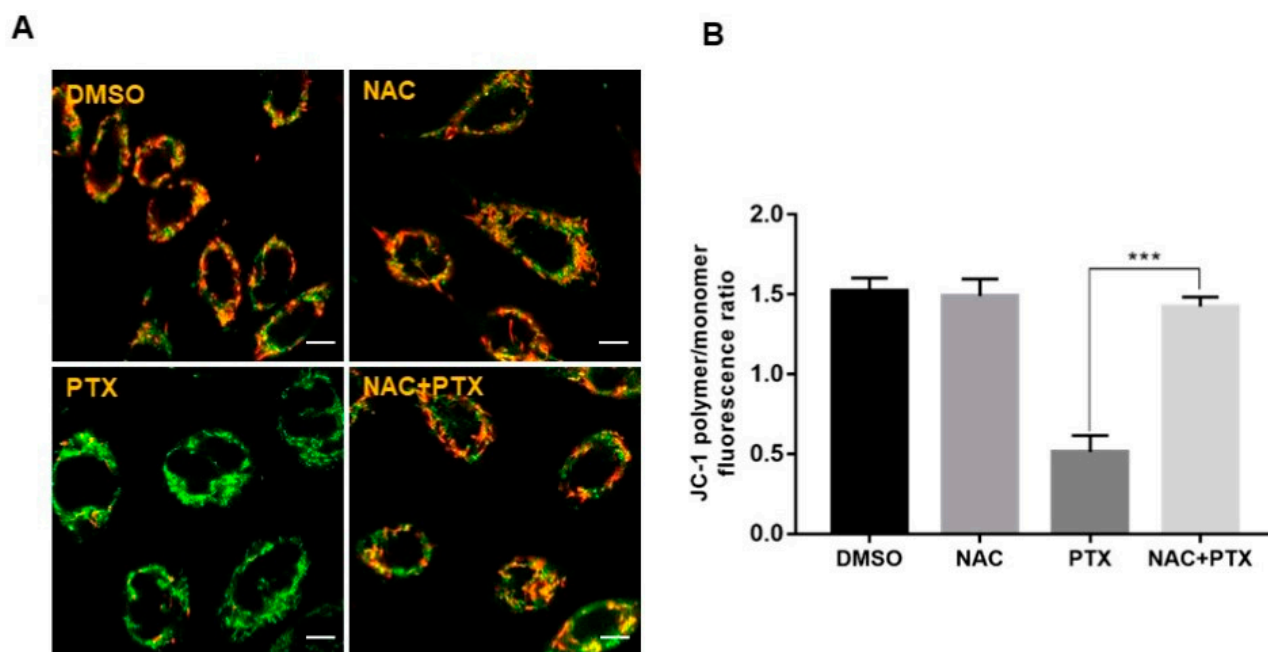 A
B
DMSO
NAC
PTX
NAC+PTX
JC-1 polymer/monomer
fluorescence ratio
2.0
1.5
1.0
0.5
0.0
***
DMSO
NAC
PTX
NAC+PTX